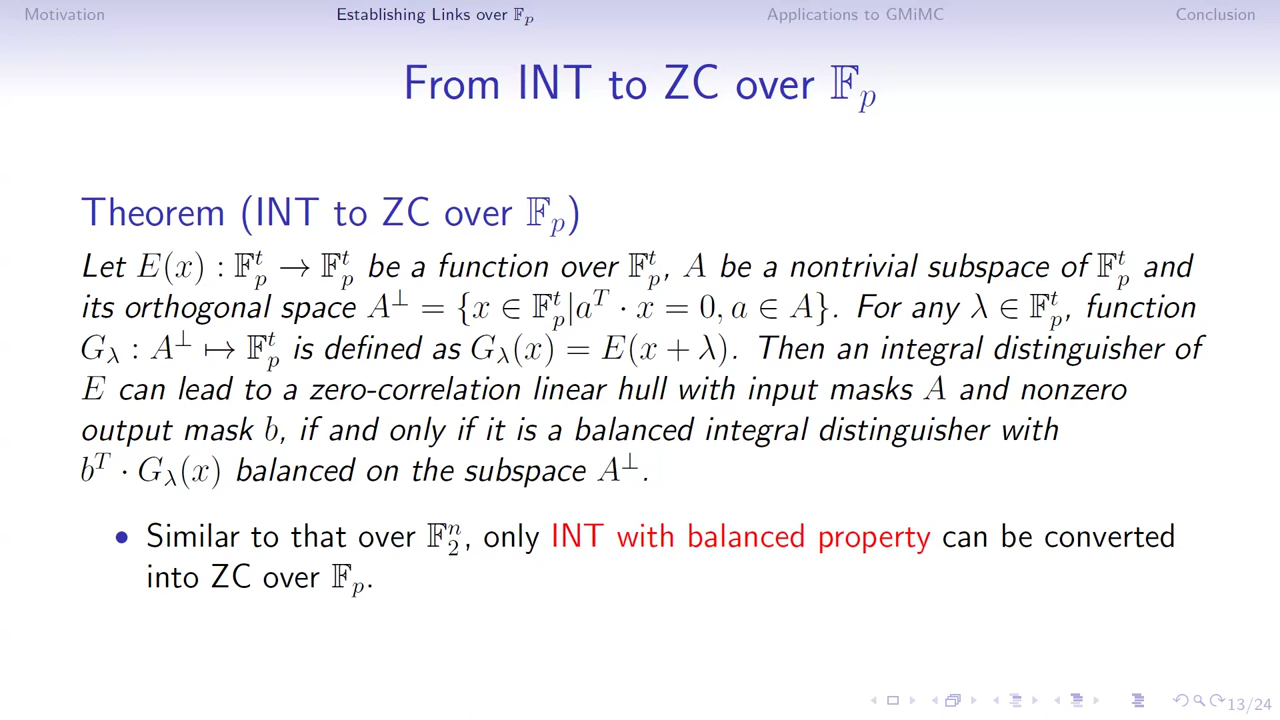 Motivation Establishing Links over 𝔽ₚ Applications to GMiMC Conclusion
From INT to ZC over 𝔽ₚ
Theorem (INT to ZC over 𝔽ₚ)
Let E(x) : 𝔽ₚᵗ → 𝔽ₚᵗ be a function over 𝔽ₚᵗ, A be a nontrivial subspace of 𝔽ₚᵗ and
its orthogonal space A^⊥ = {x ∈ 𝔽ₚᵗ|aᵀ · x = 0, a ∈ A}. For any λ ∈ 𝔽ₚᵗ, function
G_λ : A^⊥ ↦ 𝔽ₚᵗ is defined as G_λ(x) = E(x + λ). Then an integral distinguisher of
E can lead to a zero-correlation linear hull with input masks A and nonzero
output mask b, if and only if it is a balanced integral distinguisher with
bᵀ · G_λ(x) balanced on the subspace A^⊥.
• Similar to that over 𝔽₂ⁿ, only INT with balanced property can be converted
into ZC over 𝔽ₚ.
13/24